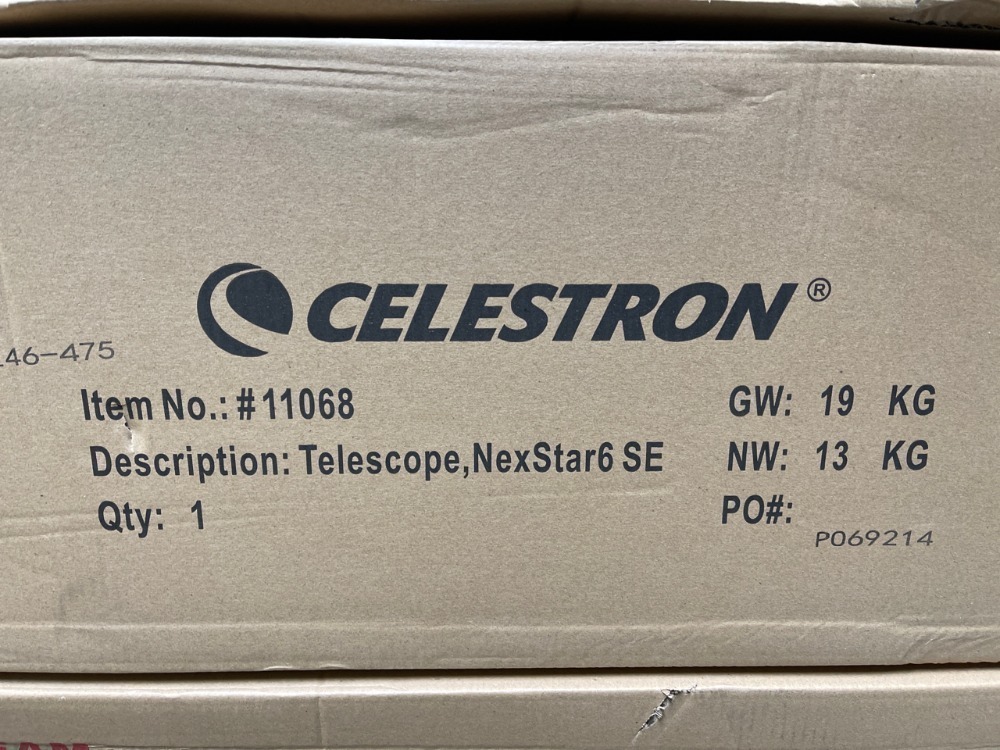 CELESTRON®
46-475
Item No.: #11068
GW: 19 KG
Description: Telescope,NexStar6 SE
NW: 13 KG
Qty: 1
PO#:
PO69214